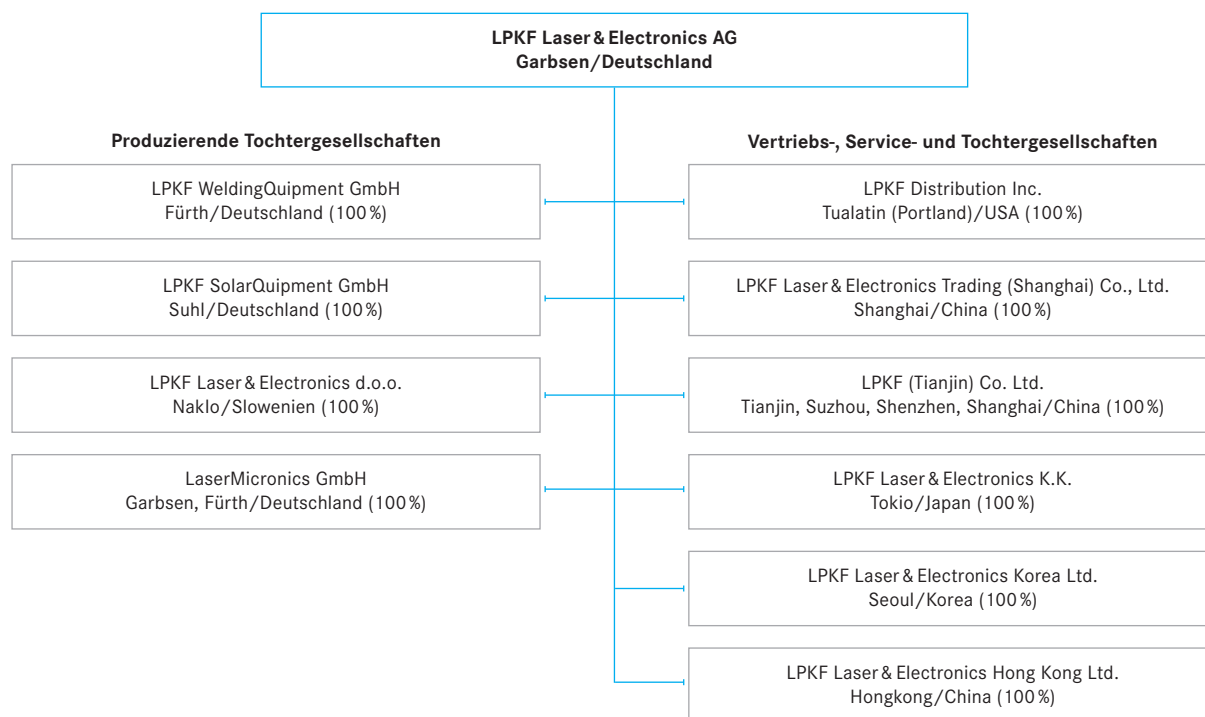 LPKF Laser & Electronics AG
Garbsen/Deutschland
Produzierende Tochtergesellschaften
LPKF WeldingQuipment GmbH
Fürth/Deutschland (100 %)
LPKF SolarQuipment GmbH
Suhl/Deutschland (100 %)
LPKF Laser & Electronics d.o.o.
Naklo/Slowenien (100 %)
LaserMicronics GmbH
Garbsen, Fürth/Deutschland (100 %)
Vertriebs-, Service- und Tochtergesellschaften
LPKF Distribution Inc.
Tualatin (Portland)/USA (100 %)
LPKF Laser & Electronics Trading (Shanghai) Co., Ltd.
Shanghai/China (100 %)
LPKF (Tianjin) Co. Ltd.
Tianjin, Suzhou, Shenzhen, Shanghai/China (100 %)
LPKF Laser & Electronics K.K.
Tokio/Japan (100 %)
LPKF Laser & Electronics Korea Ltd.
Seoul/Korea (100 %)
LPKF Laser & Electronics Hong Kong Ltd.
Hongkong/China (100 %)